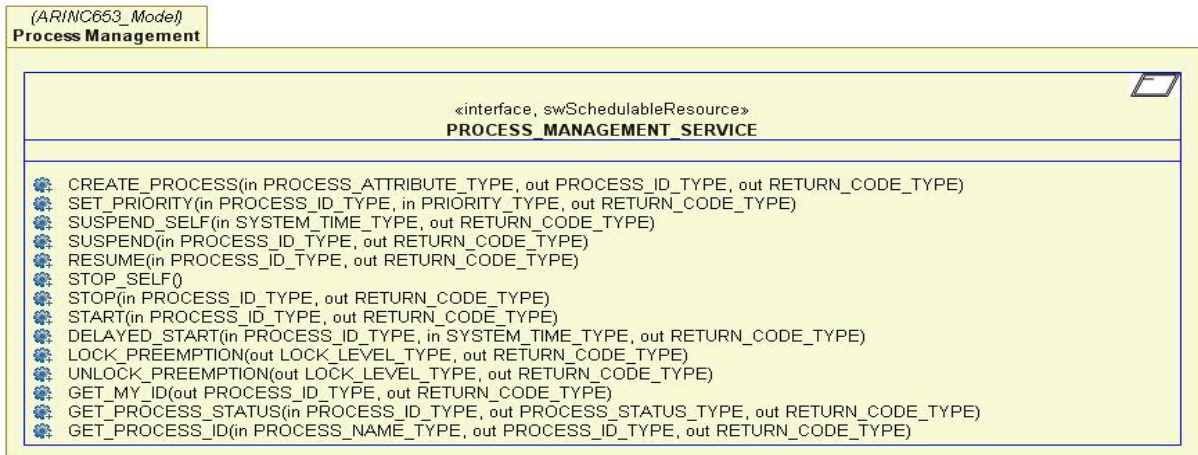 (ARINC653_Model)
Process Management
«interface, swSchedulableResource»
PROCESS_MANAGEMENT_SERVICE
CREATE_PROCESS(in PROCESS_ATTRIBUTE_TYPE, out PROCESS_ID_TYPE, out RETURN_CODE_TYPE)
SET_PRIORITY(in PROCESS_ID_TYPE, in PRIORITY_TYPE, out RETURN_CODE_TYPE)
SUSPEND_SELF(in SYSTEM_TIME_TYPE, out RETURN_CODE_TYPE)
SUSPEND(in PROCESS_ID_TYPE, out RETURN_CODE_TYPE)
RESUME(in PROCESS_ID_TYPE, out RETURN_CODE_TYPE)
STOP_SELF()
STOP(in PROCESS_ID_TYPE, out RETURN_CODE_TYPE)
START(in PROCESS_ID_TYPE, out RETURN_CODE_TYPE)
DELAYED_START(in PROCESS_ID_TYPE, in SYSTEM_TIME_TYPE, out RETURN_CODE_TYPE)
LOCK_PREEMPTION(out LOCK_LEVEL_TYPE, out RETURN_CODE_TYPE)
UNLOCK_PREEMPTION(out LOCK_LEVEL_TYPE, out RETURN_CODE_TYPE)
GET_MY_ID(out PROCESS_ID_TYPE, out RETURN_CODE_TYPE)
GET_PROCESS_STATUS(in PROCESS_ID_TYPE, out PROCESS_STATUS_TYPE, out RETURN_CODE_TYPE)
GET_PROCESS_ID(in PROCESS_NAME_TYPE, out PROCESS_ID_TYPE, out RETURN_CODE_TYPE)